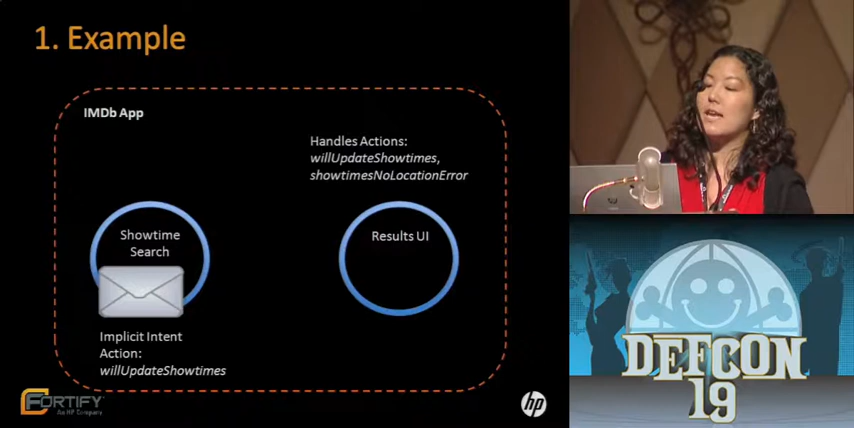 1. Example
IMDb App
Handles Actions:
willUpdateShowtimes,
showtimesNoLocationError
Showtime
Search
Results UI
Implicit Intent
Action:
willUpdateShowtimes
FORTIFY
An HP Company
hp
DEFCON
19